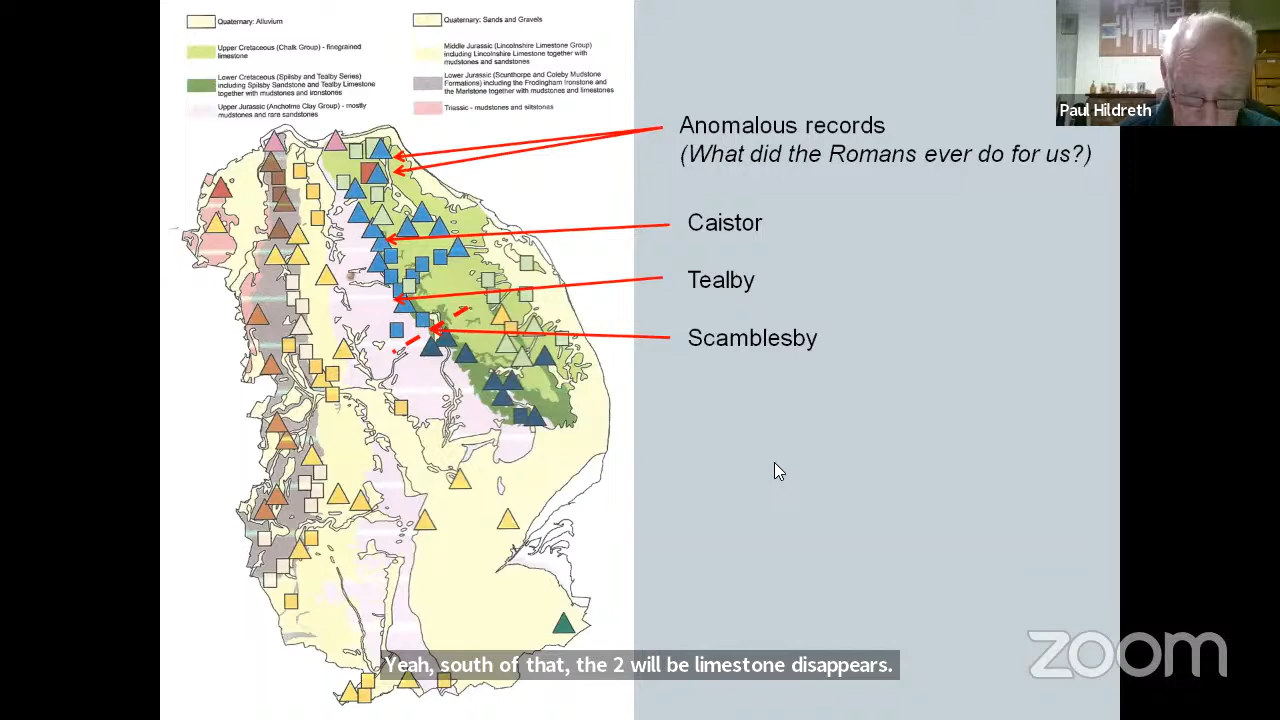 Quaternary: Alluvium
Upper Cretaceous (Chalk Group) - finegrained
limestone
Lower Cretaceous (Spilsby and Tealby Series)
including Spilsby Sandstone and Tealby Limestone
together with mudstones and ironstones
Upper Jurassic (Ancholme Clay Group) - mostly
mudstones and rare sandstones
Quaternary: Sands and Gravels
Middle Jurassic (Lincolnshire Limestone Group)
including Lincolnshire Limestone together with
mudstones and sandstones
Lower Jurassic (Scunthorpe and Coleby Mudstone
Formations) including the Frodingham Ironstone and
the Marlstone together with mudstones and limestones
Triassic - mudstones and siltstones
Paul Hildreth
Anomalous records
(What did the Romans ever do for us?)
Caistor
Tealby
Scamblesby
Yeah, south of that, the 2 will be limestone disappears.
zoom